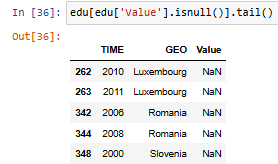 In [36]: edu[edu['Value'].isnull()].tail()
Out[36]:
TIME GEO Value
262 2010 Luxembourg NaN
263 2011 Luxembourg NaN
342 2006 Romania NaN
344 2008 Romania NaN
348 2000 Slovenia NaN